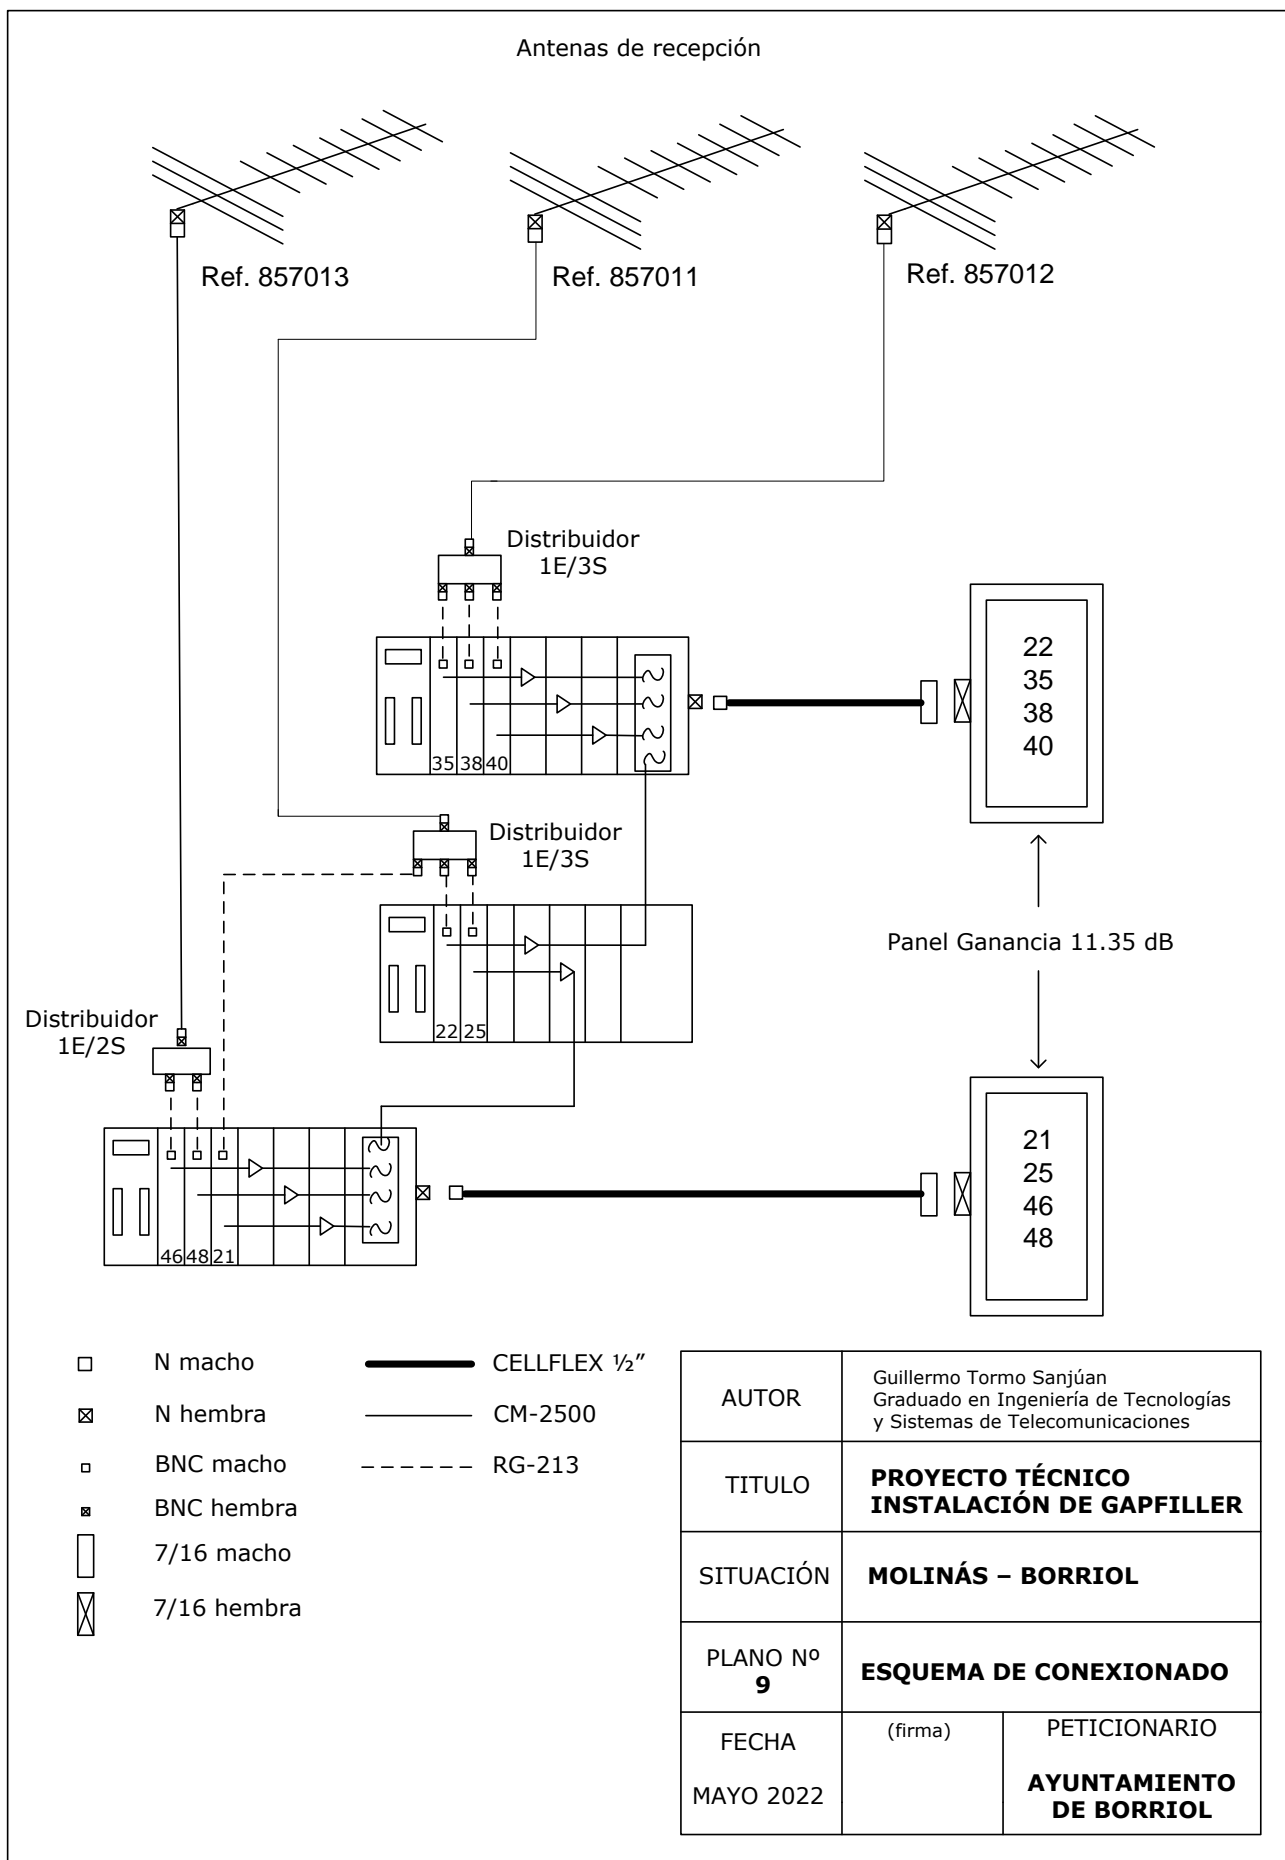 Antenas de recepción
Ref. 857013
Ref. 857011
Ref. 857012
Distribuidor
1E/3S
35 38 40
22
35
38
40
Distribuidor
1E/3S
22 25
Panel Ganancia 11.35 dB
Distribuidor
1E/2S
46 48 21
21
25
46
48
N macho
N hembra
BNC macho
BNC hembra
7/16 macho
7/16 hembra
CELLFLEX ½”
CM-2500
RG-213
AUTOR
Guillermo Tormo Sanjúan
Graduado en Ingeniería de Tecnologías
y Sistemas de Telecomunicaciones
TITULO
PROYECTO TÉCNICO
INSTALACIÓN DE GAPFILLER
SITUACIÓN
MOLINÁS – BORRIOL
PLANO Nº
9
ESQUEMA DE CONEXIONADO
FECHA
MAYO 2022
(firma)
PETICIONARIO
AYUNTAMIENTO
DE BORRIOL